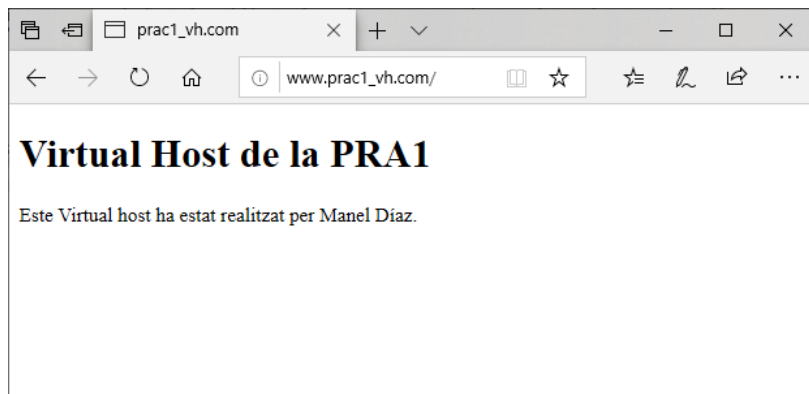 prac1_vh.com
www.prac1_vh.com/
Virtual Host de la PRA1
Este Virtual host ha estat realitzat per Manel Díaz.